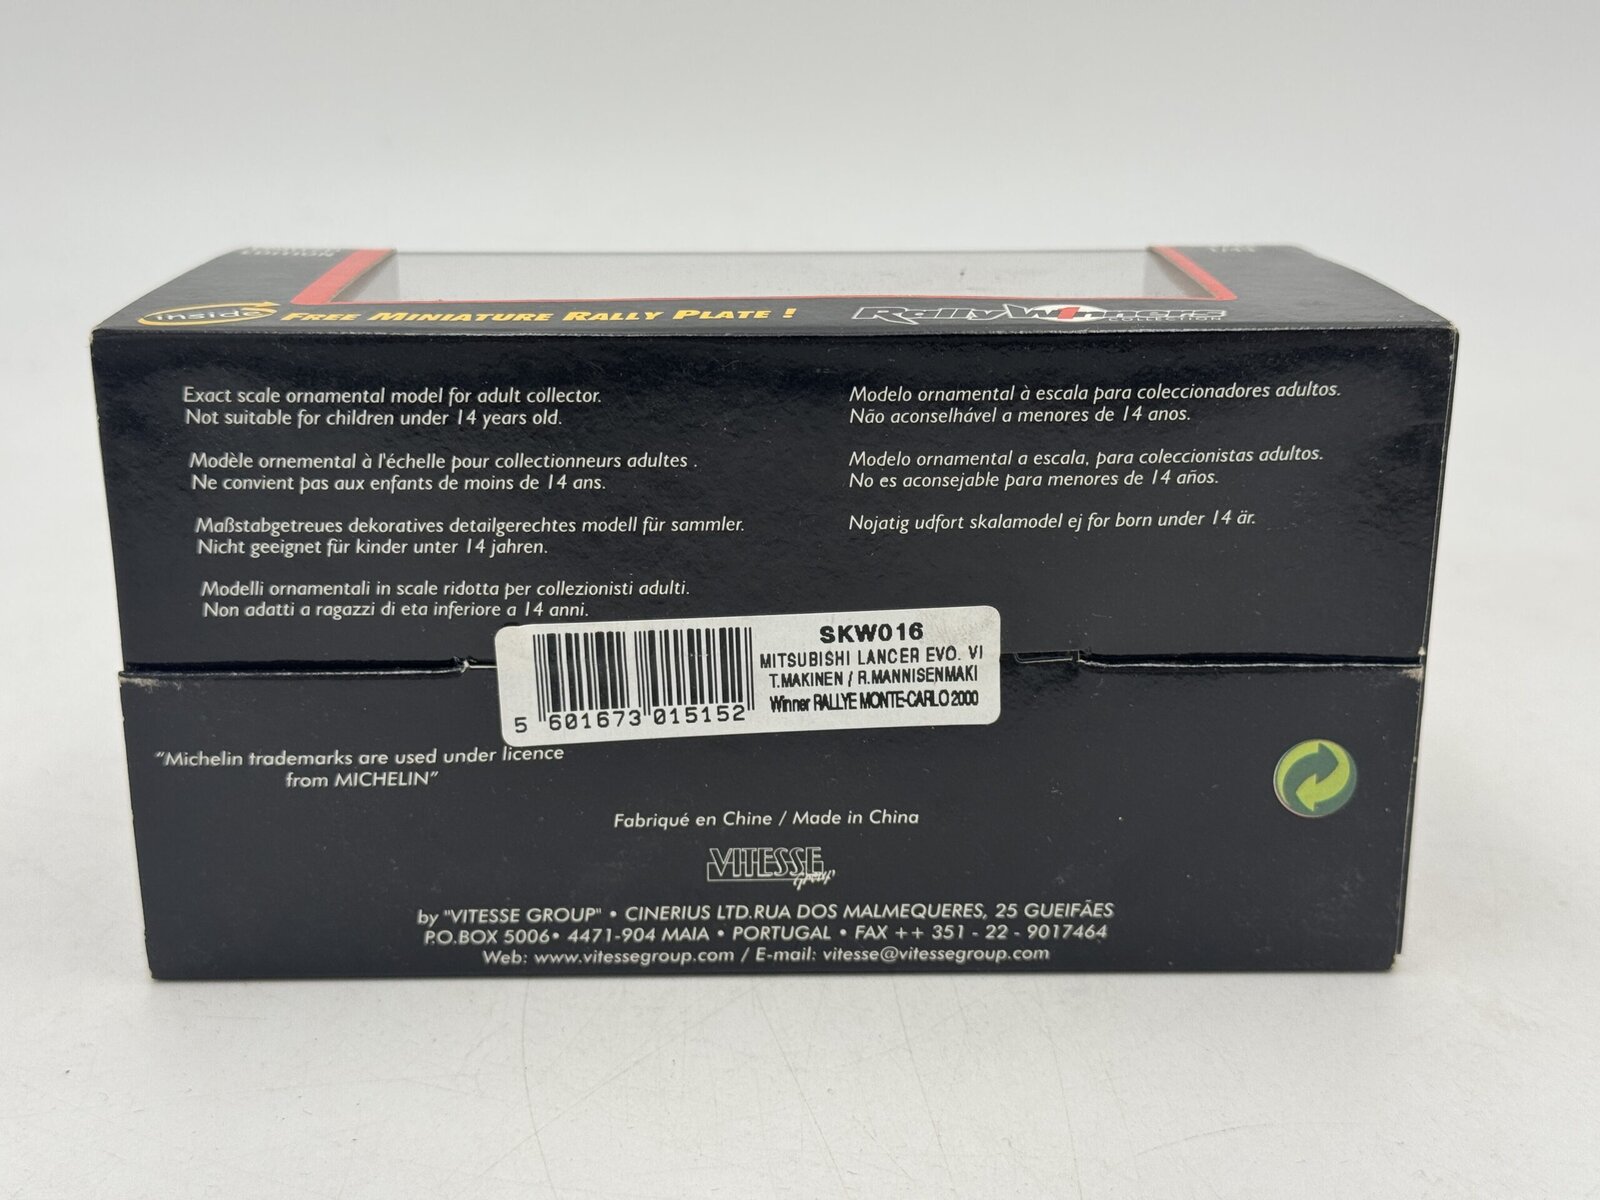 EDITION
inside FREE MINIATURE RALLY PLATE !
Rally Winners
COLLECTION
Exact scale ornamental model for adult collector.
Not suitable for children under 14 years old.
Modèle ornemental à l'échelle pour collectionneurs adultes .
Ne convient pas aux enfants de moins de 14 ans.
Maßstabgetreues dekoratives detailgerechtes modell für sammler.
Nicht geeignet für kinder unter 14 jahren.
Modelli ornamentali in scale ridotta per collezionisti adulti.
Non adatti a ragazzi di eta inferiore a 14 anni.
Modelo ornamental à escala para coleccionadores adultos.
Não aconselhável a menores de 14 anos.
Modelo ornamental a escala, para coleccionistas adultos.
No es aconsejable para menores de 14 años.
Nojatig udfort skalamodel ej for born under 14 är.
SKW016
MITSUBISHI LANCER EVO. VI
T.MAKINEN / R.MANNISENMAKI
Winner RALLYE MONTE-CARLO 2000
5 601673 015152
"Michelin trademarks are used under licence
from MICHELIN"
Fabriqué en Chine / Made in China
VITESSE
Group
by "VITESSE GROUP" • CINERIUS LTD.RUA DOS MALMEQUERES, 25 GUEIFÃES
P.O.BOX 5006• 4471-904 MAIA • PORTUGAL • FAX ++ 351 - 22 - 9017464
Web: www.vitessegroup.com / E-mail: vitesse@vitessegroup.com